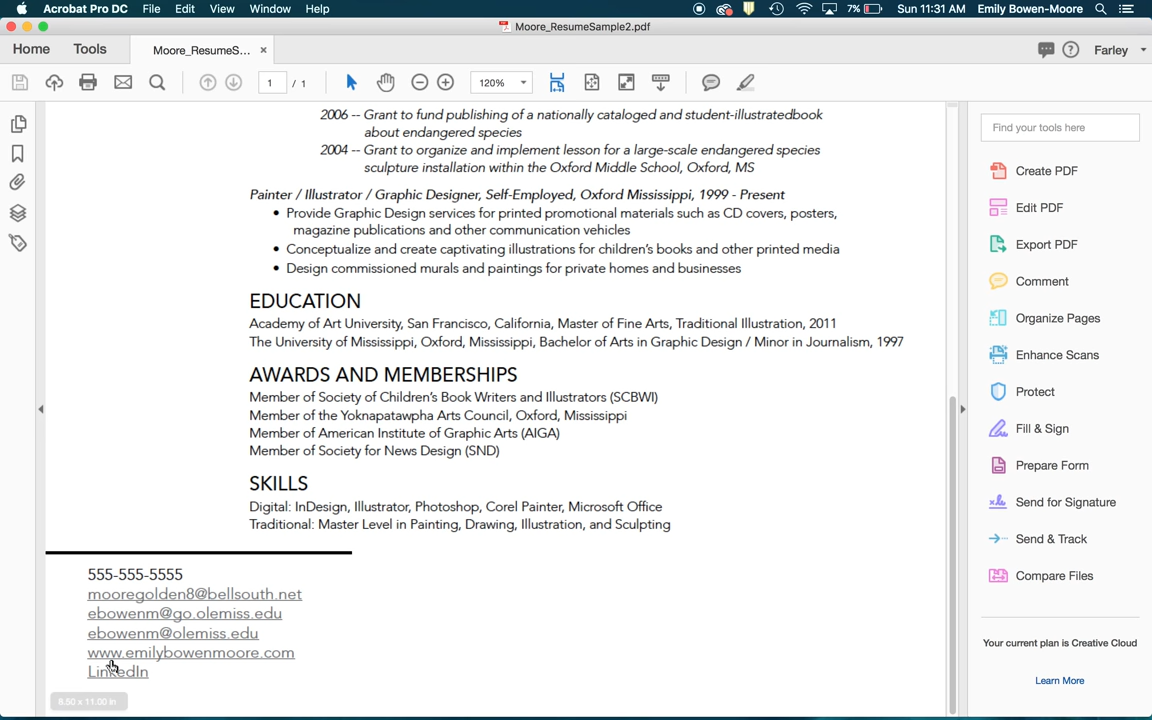 Acrobat Pro DC File Edit View Window Help 7% Sun 11:31 AM Emily Bowen-Moore
Moore_ResumeSample2.pdf
Home Tools Moore_ResumeS... × Farley
1 / 1 120%
2006 -- Grant to fund publishing of a nationally cataloged and student-illustratedbook
about endangered species
2004 -- Grant to organize and implement lesson for a large-scale endangered species
sculpture installation within the Oxford Middle School, Oxford, MS
Painter / Illustrator / Graphic Designer, Self-Employed, Oxford Mississippi, 1999 - Present
• Provide Graphic Design services for printed promotional materials such as CD covers, posters,
magazine publications and other communication vehicles
• Conceptualize and create captivating illustrations for children's books and other printed media
• Design commissioned murals and paintings for private homes and businesses
EDUCATION
Academy of Art University, San Francisco, California, Master of Fine Arts, Traditional Illustration, 2011
The University of Mississippi, Oxford, Mississippi, Bachelor of Arts in Graphic Design / Minor in Journalism, 1997
AWARDS AND MEMBERSHIPS
Member of Society of Children's Book Writers and Illustrators (SCBWI)
Member of the Yoknapatawpha Arts Council, Oxford, Mississippi
Member of American Institute of Graphic Arts (AIGA)
Member of Society for News Design (SND)
SKILLS
Digital: InDesign, Illustrator, Photoshop, Corel Painter, Microsoft Office
Traditional: Master Level in Painting, Drawing, Illustration, and Sculpting
555-555-5555
mooregolden8@bellsouth.net
ebowenm@go.olemiss.edu
ebowenm@olemiss.edu
www.emilybowenmoore.com
LinkedIn
8.50 x 11.00 in
Find your tools here
Create PDF
Edit PDF
Export PDF
Comment
Organize Pages
Enhance Scans
Protect
Fill & Sign
Prepare Form
Send for Signature
Send & Track
Compare Files
Your current plan is Creative Cloud
Learn More